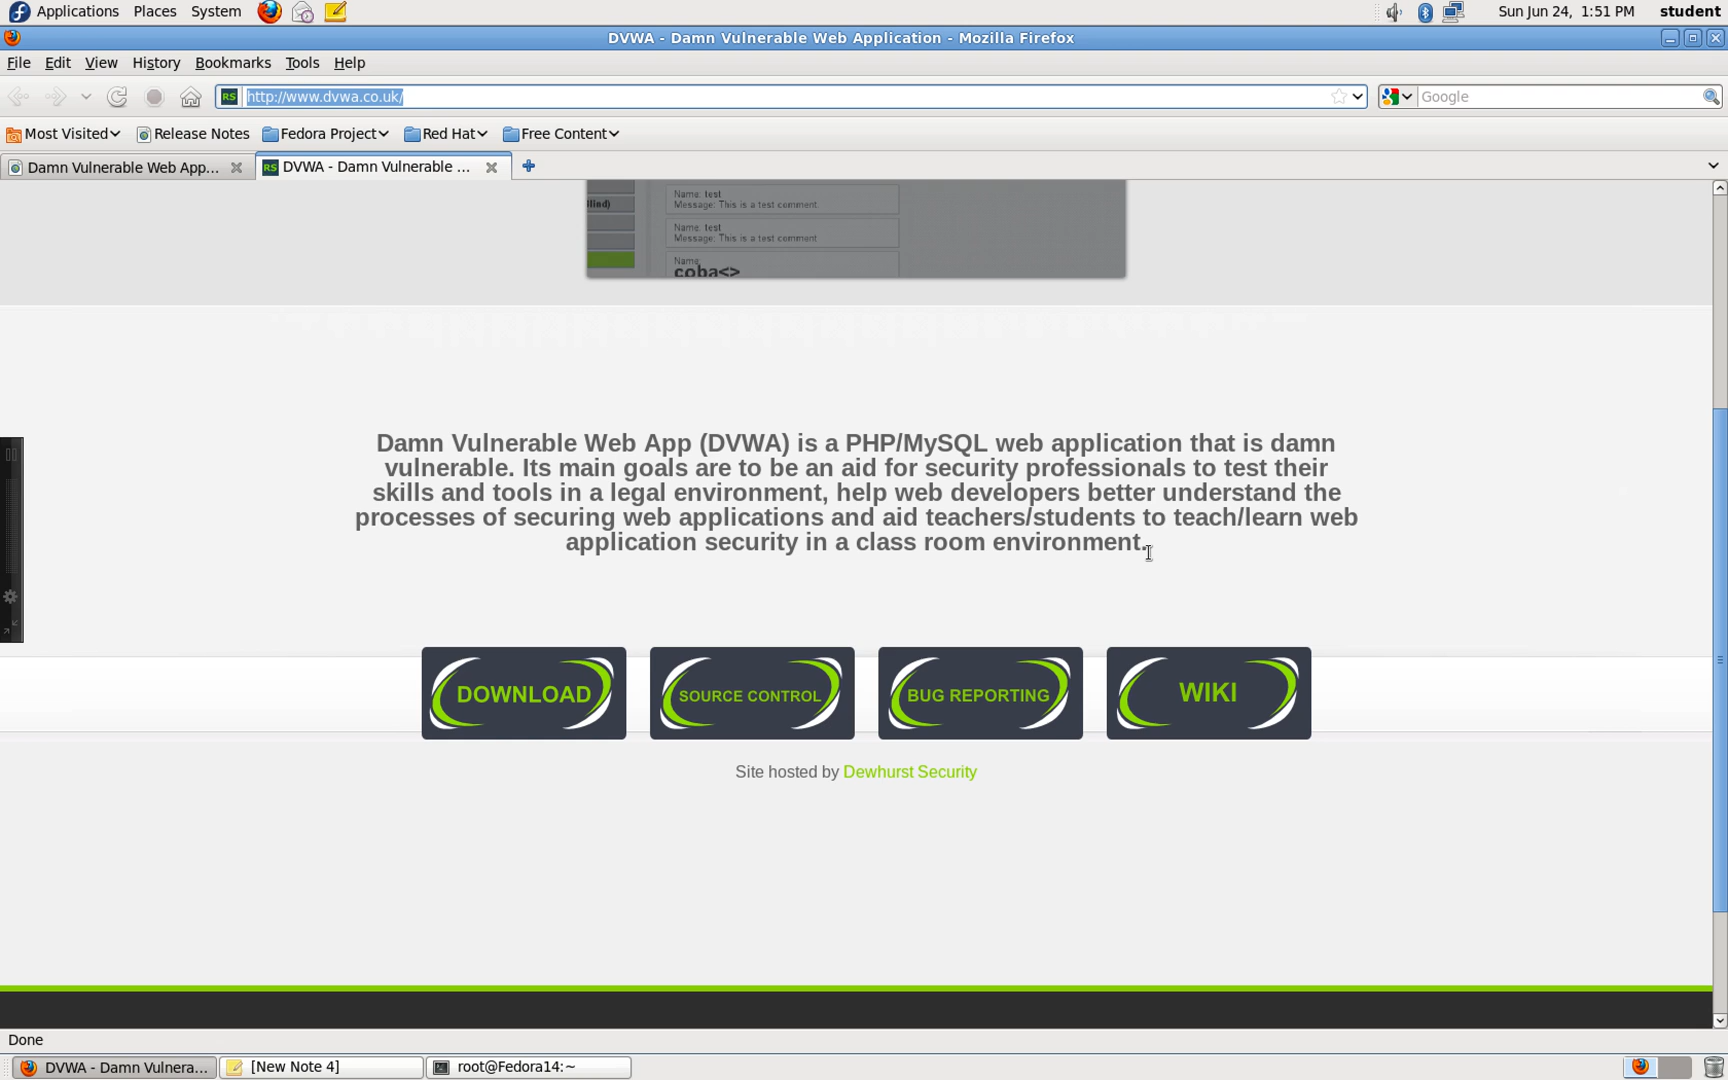 Applications Places System
Sun Jun 24, 1:51 PM student
DVWA - Damn Vulnerable Web Application - Mozilla Firefox
File Edit View History Bookmarks Tools Help
http://www.dvwa.co.uk/
Google
Most Visited Release Notes Fedora Project Red Hat Free Content
Damn Vulnerable Web App... DVWA - Damn Vulnerable ...
Name: test
llind)
Message: This is a test comment.
Name: test
Message: This is a test comment
Name
coba<>
Damn Vulnerable Web App (DVWA) is a PHP/MySQL web application that is damn
vulnerable. Its main goals are to be an aid for security professionals to test their
skills and tools in a legal environment, help web developers better understand the
processes of securing web applications and aid teachers/students to teach/learn web
application security in a class room environment.
DOWNLOAD SOURCE CONTROL BUG REPORTING WIKI
Site hosted by Dewhurst Security
Done
DVWA - Damn Vulnera... [New Note 4] root@Fedora14:~